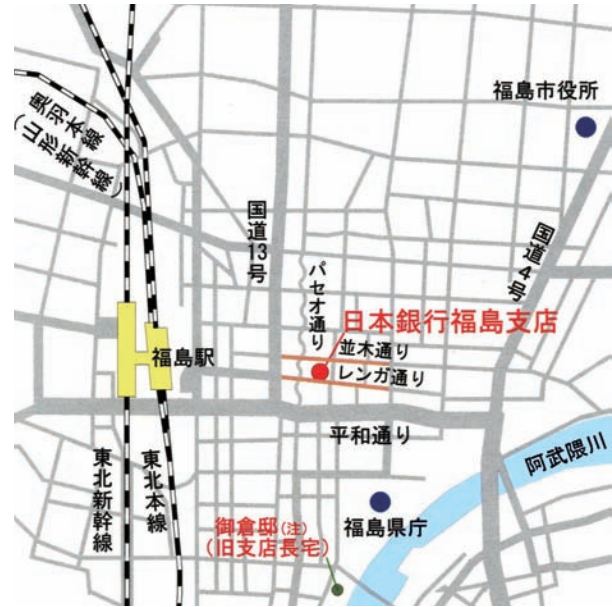 福島市役所
奥羽本線
(山形新幹線)
国道13号
国道4号
パセオ通り
日本銀行福島支店
並木通り
福島駅
レンガ通り
平和通り
阿武隈川
東北新幹線
東北本線
福島県庁
御倉邸(注)
(旧支店長宅)